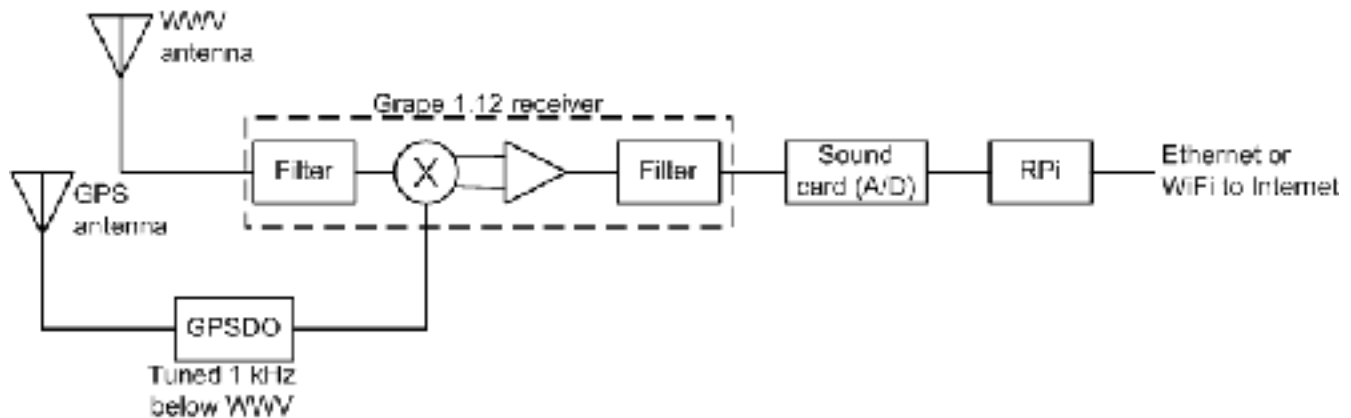 WWV
antenna
Grape 1.12 receiver
Filter
X
Filter
Sound
card (A/D)
RPi
Ethernet or
WiFi to Internet
GPS
antenna
GPSDO
Tuned 1 kHz
below WWV